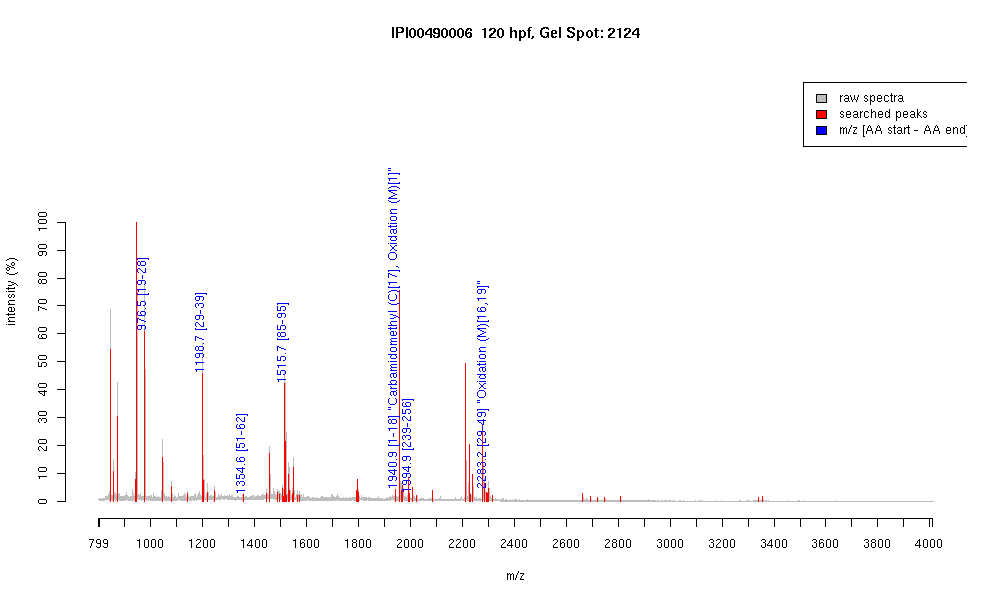 IPI00490006 120 hpf, Gel Spot: 2124
raw spectra
searched peaks
m/z [AA start - AA end]
intensity (%)
0 10 20 30 40 50 60 70 80 90 100
976.5 [19-28]
1198.7 [29-39]
1354.6 [51-62]
1515.7 [85-95]
1940.9 [1-18] "Carbamidomethyl (C)[17], Oxidation (M)[1]"
1994.9 [239-256]
2283.2 [29-49] "Oxidation (M)[16,19]"
799 1000 1200 1400 1600 1800 2000 2200 2400 2600 2800 3000 3200 3400 3600 3800 4000
m/z